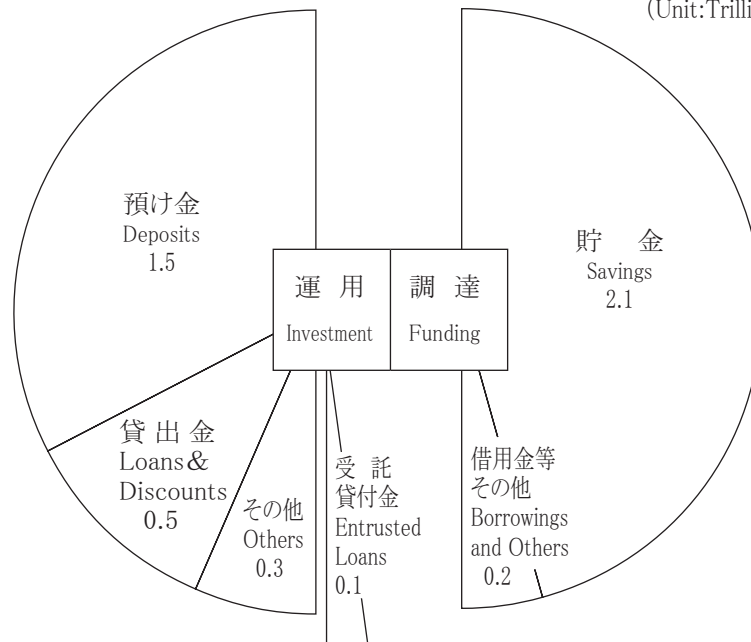 (Unit:Trilli
預け金
Deposits
1.5
貯 金
Savings
2.1
運 用
Investment
調 達
Funding
貸 出 金
Loans&
Discounts
0.5
その他
Others
0.3
受 託
貸付金
Entrusted
Loans
0.1
借用金等
その他
Borrowings
and Others
0.2